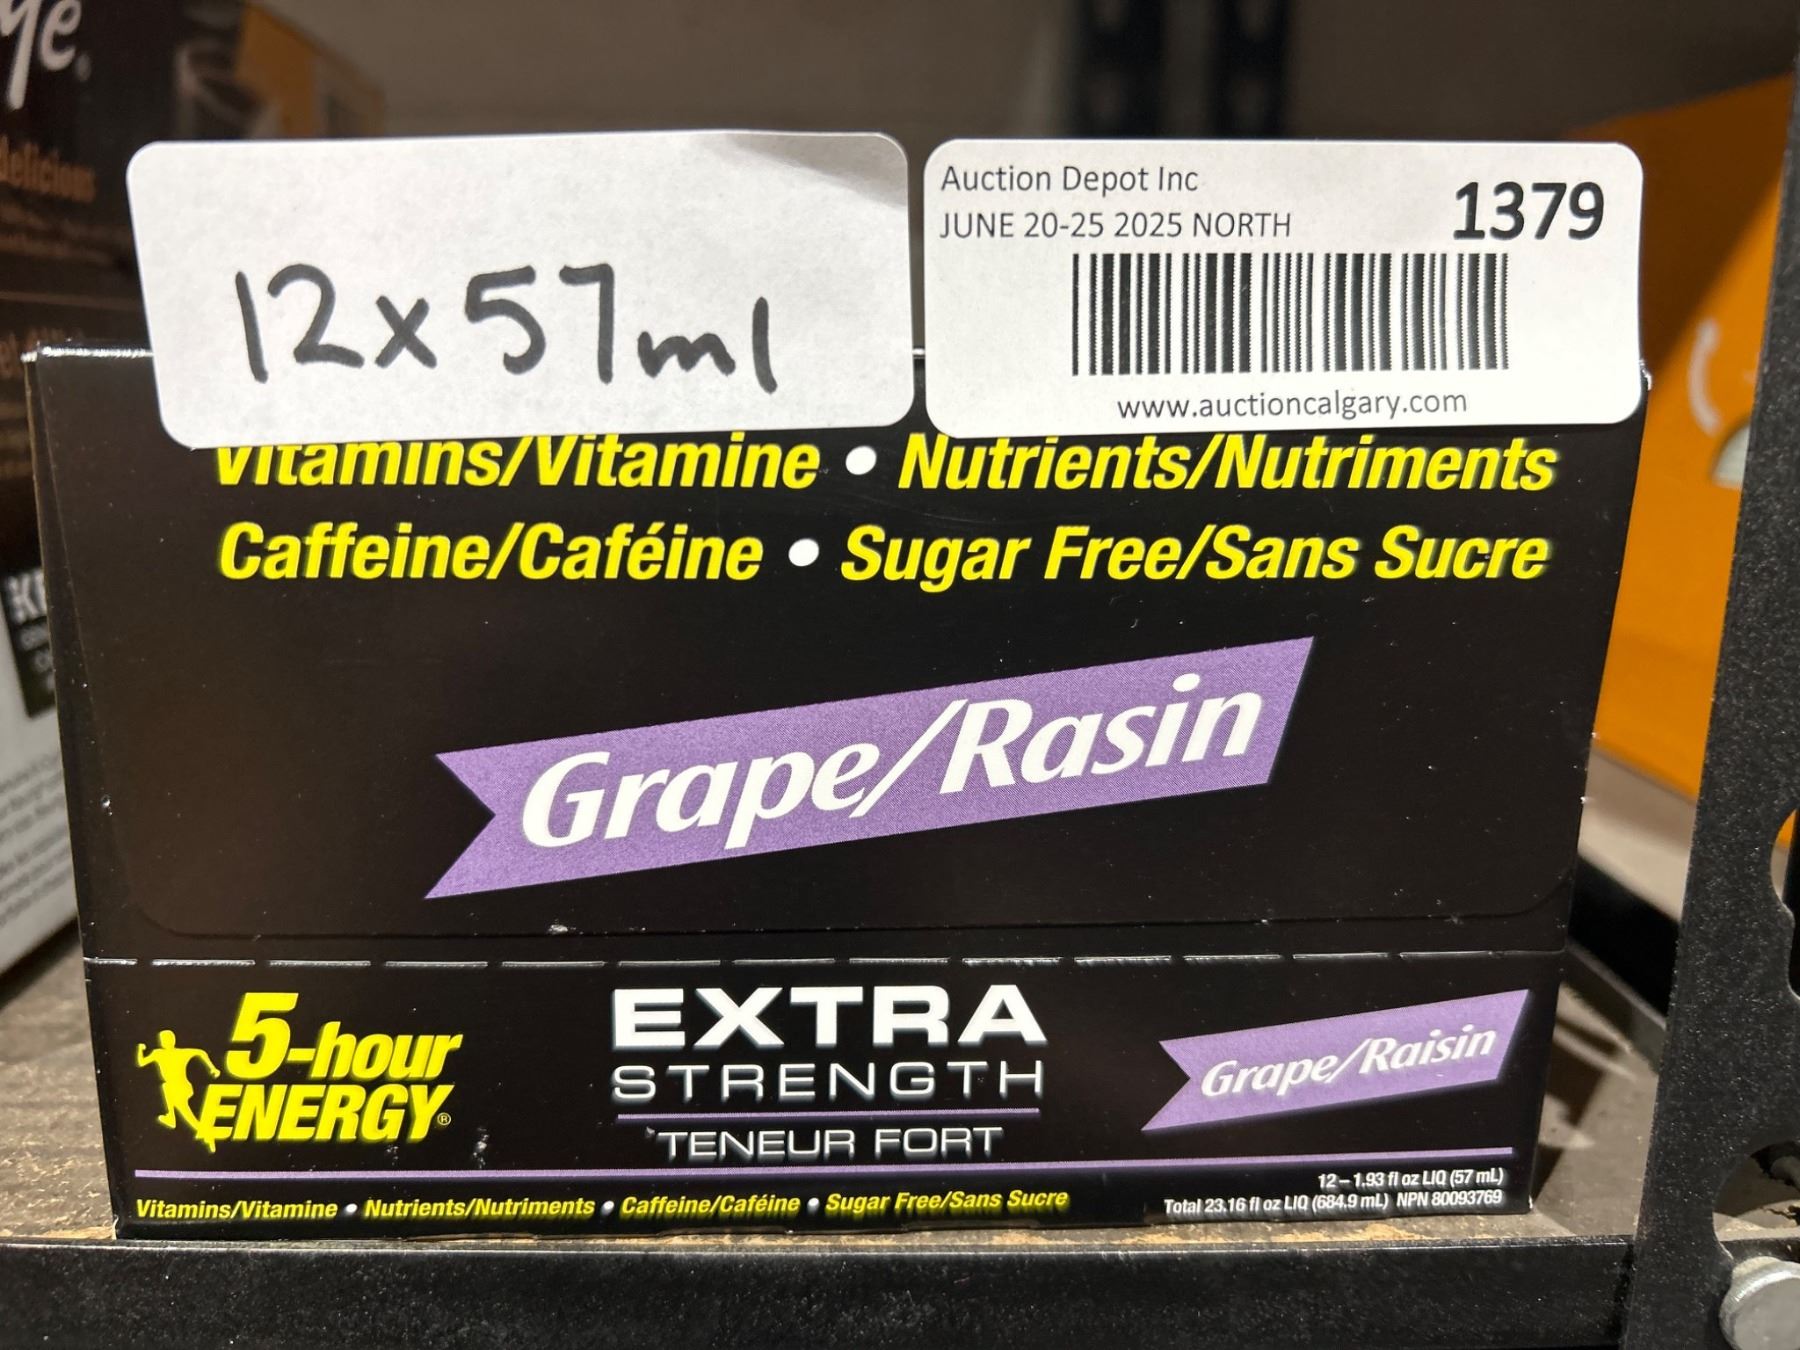 ye.
delicious
12x57ml
Auction Depot Inc
JUNE 20-25 2025 NORTH
1379
www.auctioncalgary.com
Vitamins/Vitamine • Nutrients/Nutriments
Caffeine/Caféine • Sugar Free/Sans Sucre
Grape/Rasin
5-hour
ENERGY®
EXTRA
STRENGTH
TENEUR FORT
Grape/Raisin
Vitamins/Vitamine • Nutrients/Nutriments • Caffeine/Caféine • Sugar Free/Sans Sucre
12 – 1.93 fl oz LIQ (57 mL)
Total 23.16 fl oz LIQ (684.9 mL) NPN 80093769